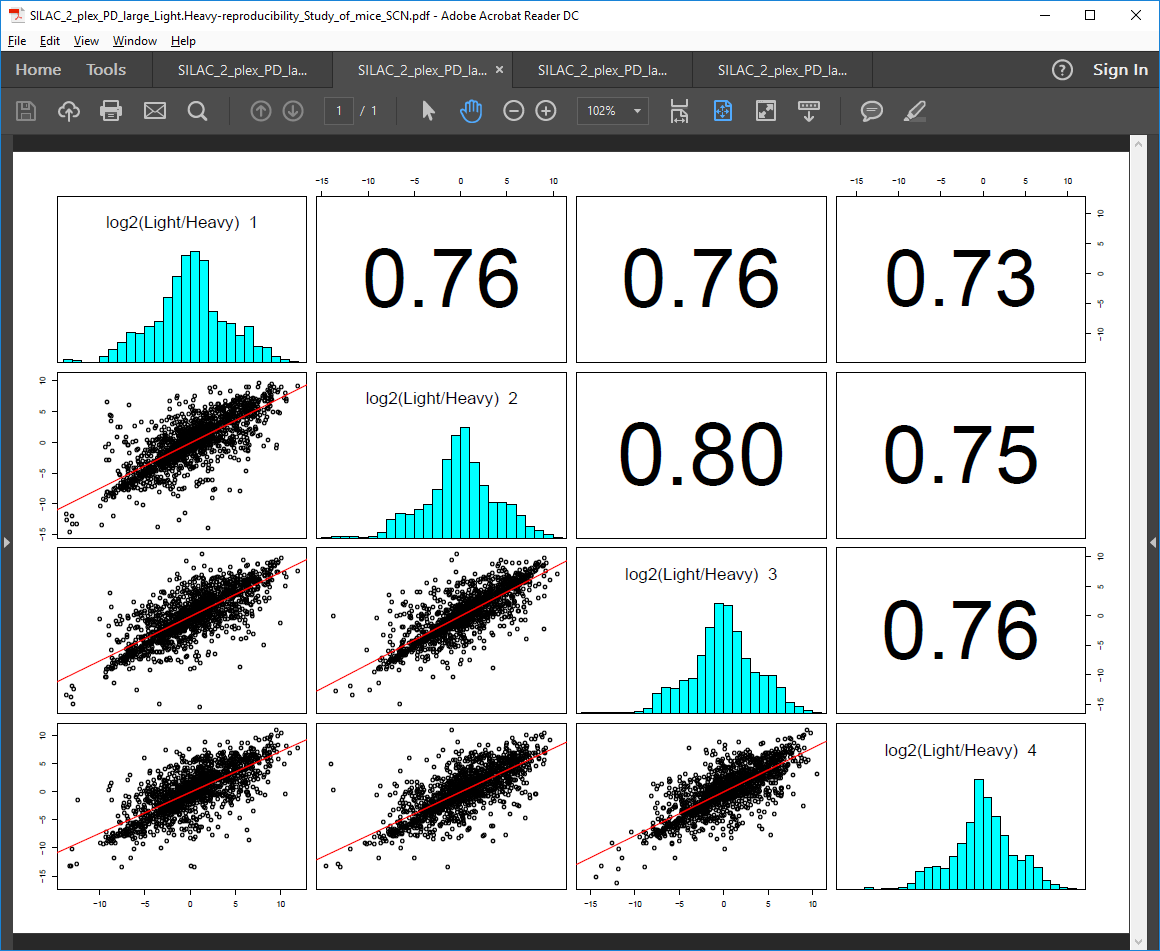 SILAC_2_plex_PD_large_Light.Heavy-reproducibility_Study_of_mice_SCN.pdf - Adobe Acrobat Reader DC
File Edit View Window Help
Home Tools SILAC_2_plex_PD_la... SILAC_2_plex_PD_la... × SILAC_2_plex_PD_la... SILAC_2_plex_PD_la... ? Sign In
1 / 1 102%
−15 −10 −5 0 5 10 −15 −10 −5 0 5 10
log2(Light/Heavy) 1
0.76 0.76 0.73
10 5 0 −5 −10
log2(Light/Heavy) 2
0.80 0.75
10 5 0 −5 −10 −15
log2(Light/Heavy) 3
0.76
10 5 0 −5 −10 −15
log2(Light/Heavy) 4
10 5 0 −5 −10 −15
−10 −5 0 5 10 −15 −10 −5 0 5 10